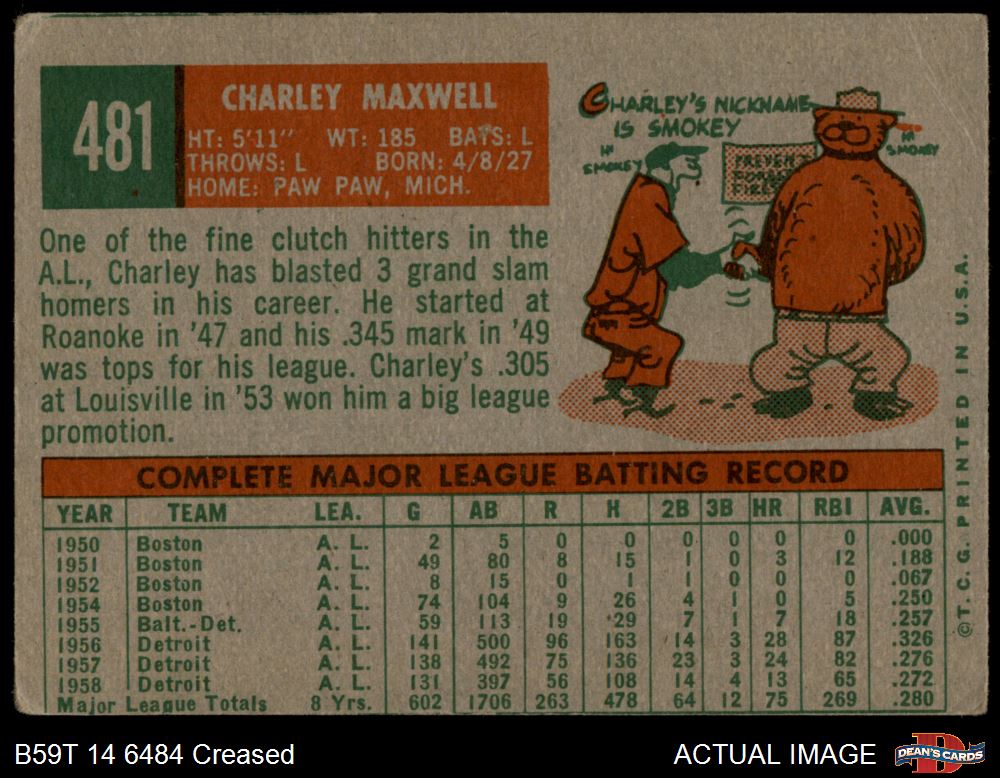 481
CHARLEY MAXWELL
HT: 5'11" WT: 185 BATS: L
THROWS: L BORN: 4/8/27
HOME: PAW PAW, MICH.
CHARLEY'S NICKNAME
IS SMOKEY
HI SMOKEY
HI SMOKEY
PREVENT
FOREST
FIRES
One of the fine clutch hitters in the
A.L., Charley has blasted 3 grand slam
homers in his career. He started at
Roanoke in '47 and his .345 mark in '49
was tops for his league. Charley's .305
at Louisville in '53 won him a big league
promotion.
COMPLETE MAJOR LEAGUE BATTING RECORD
YEAR TEAM LEA. G AB R H 2B 3B HR RBI AVG.
1950 Boston A. L. 2 5 0 0 0 0 0 0 .000
1951 Boston A. L. 49 80 8 15 1 0 3 12 .188
1952 Boston A. L. 8 15 0 1 1 0 0 0 .067
1954 Boston A. L. 74 104 9 26 4 1 0 5 .250
1955 Balt.-Det. A. L. 59 113 19 29 7 1 7 18 .257
1956 Detroit A. L. 141 500 96 163 14 3 28 87 .326
1957 Detroit A. L. 138 492 75 136 23 3 24 82 .276
1958 Detroit A. L. 131 397 56 108 14 4 13 65 .272
Major League Totals 8 Yrs. 602 1706 263 478 64 12 75 269 .280
©T.C.G. PRINTED IN U.S.A.
B59T 14 6484 Creased
ACTUAL IMAGE
DEAN'S CARDS